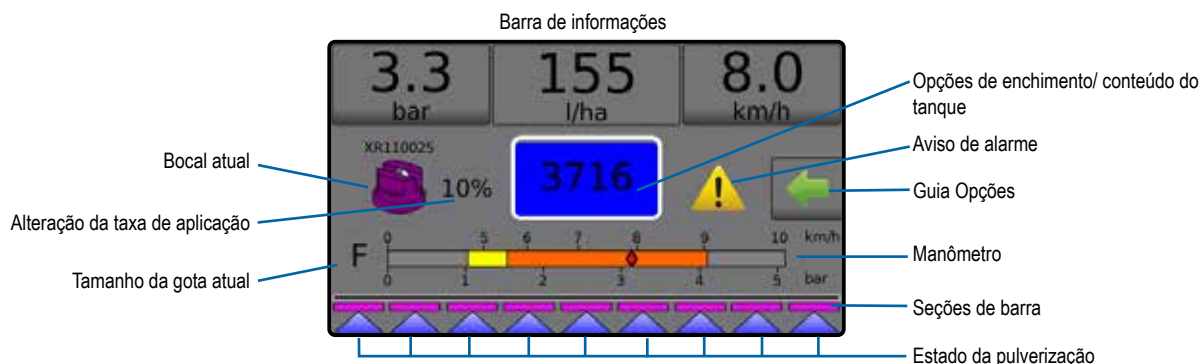 Barra de informações
3.3 155 8.0
bar l/ha km/h
Opções de enchimento/ conteúdo do
tanque
XR110025
Bocal atual
Aviso de alarme
10% 3716
Guia Opções
Alteração da taxa de aplicação
0 5 6 7 8 9 10 km/h
F
Manômetro
Tamanho da gota atual
0 1 2 3 4 5 bar
Seções de barra
Estado da pulverização